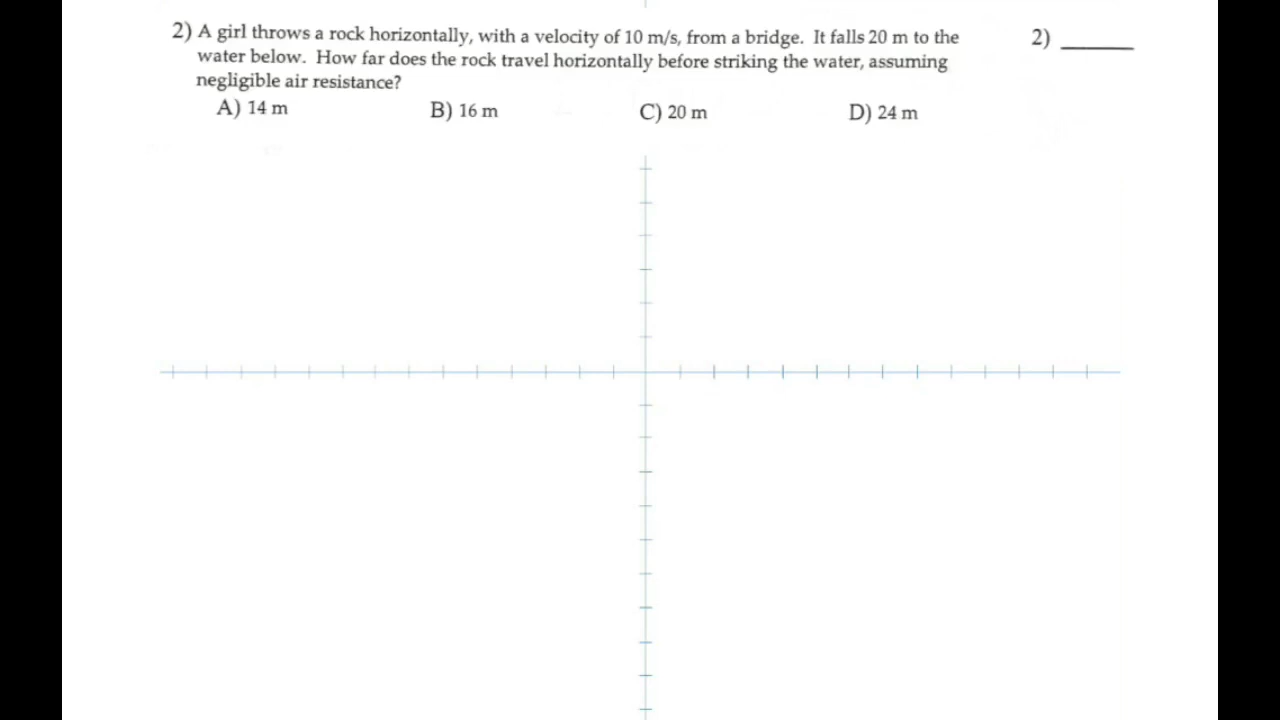 2) A girl throws a rock horizontally, with a velocity of 10 m/s, from a bridge. It falls 20 m to the 2) ______
water below. How far does the rock travel horizontally before striking the water, assuming
negligible air resistance?
A) 14 m B) 16 m C) 20 m D) 24 m